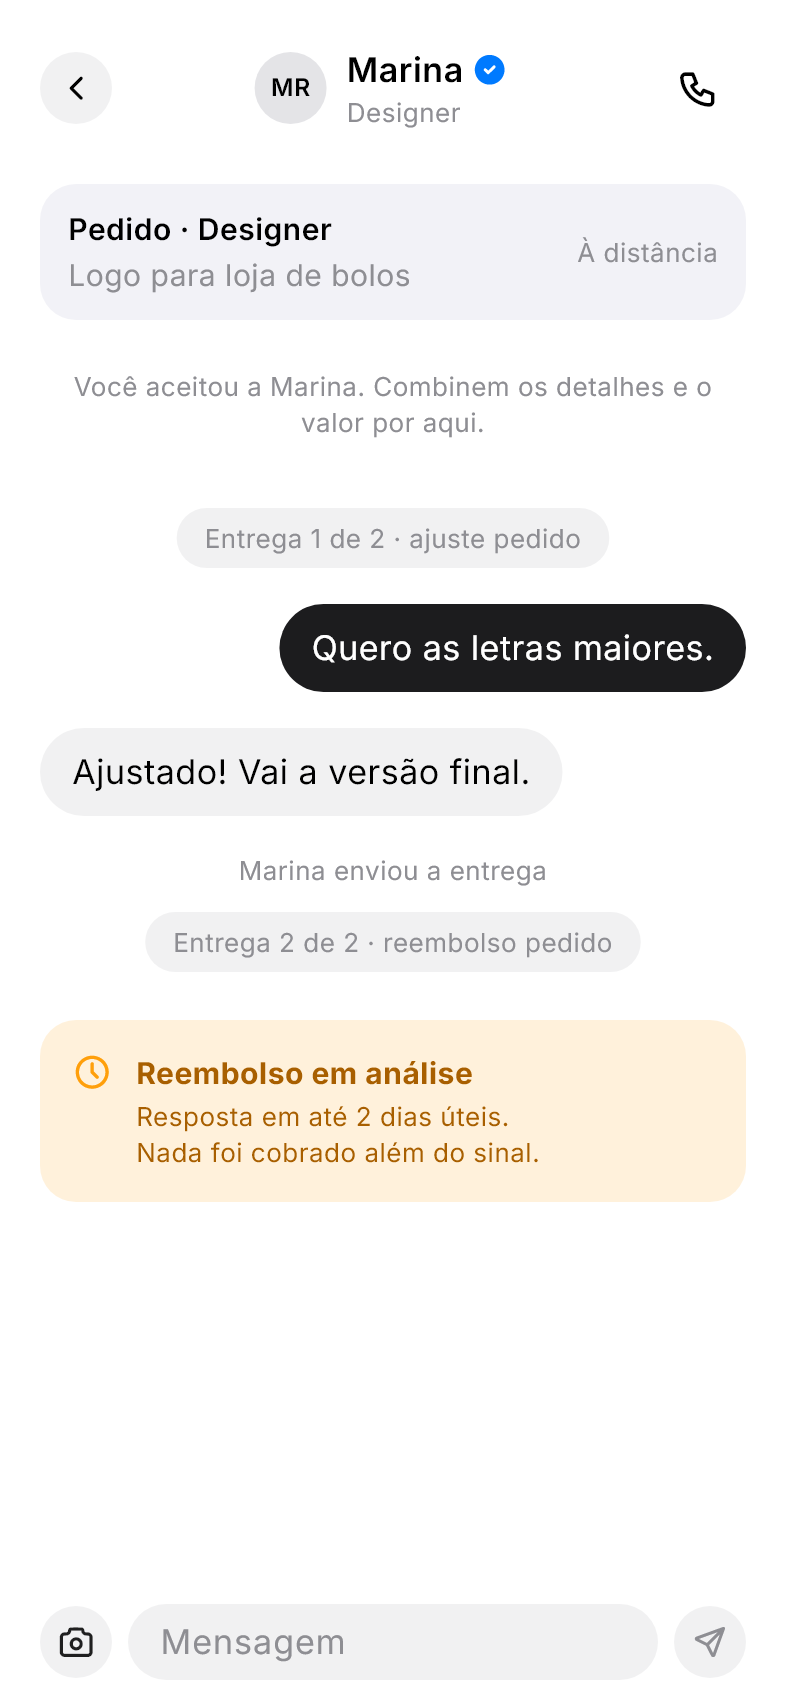 MR
Marina
Designer
Pedido · Designer
Logo para loja de bolos
À distância
Você aceitou a Marina. Combinem os detalhes e o
valor por aqui.
Entrega 1 de 2 · ajuste pedido
Quero as letras maiores.
Ajustado! Vai a versão final.
Marina enviou a entrega
Entrega 2 de 2 · reembolso pedido
Reembolso em análise
Resposta em até 2 dias úteis.
Nada foi cobrado além do sinal.
Mensagem